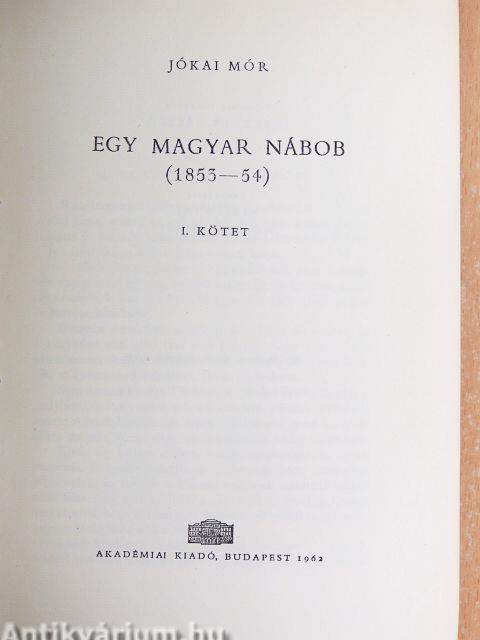 JÓKAI MÓR
EGY MAGYAR NÁBOB
(1853—54)
I. KÖTET
AKADÉMIAI KIADÓ, BUDAPEST 1962
Antikvárium.hu